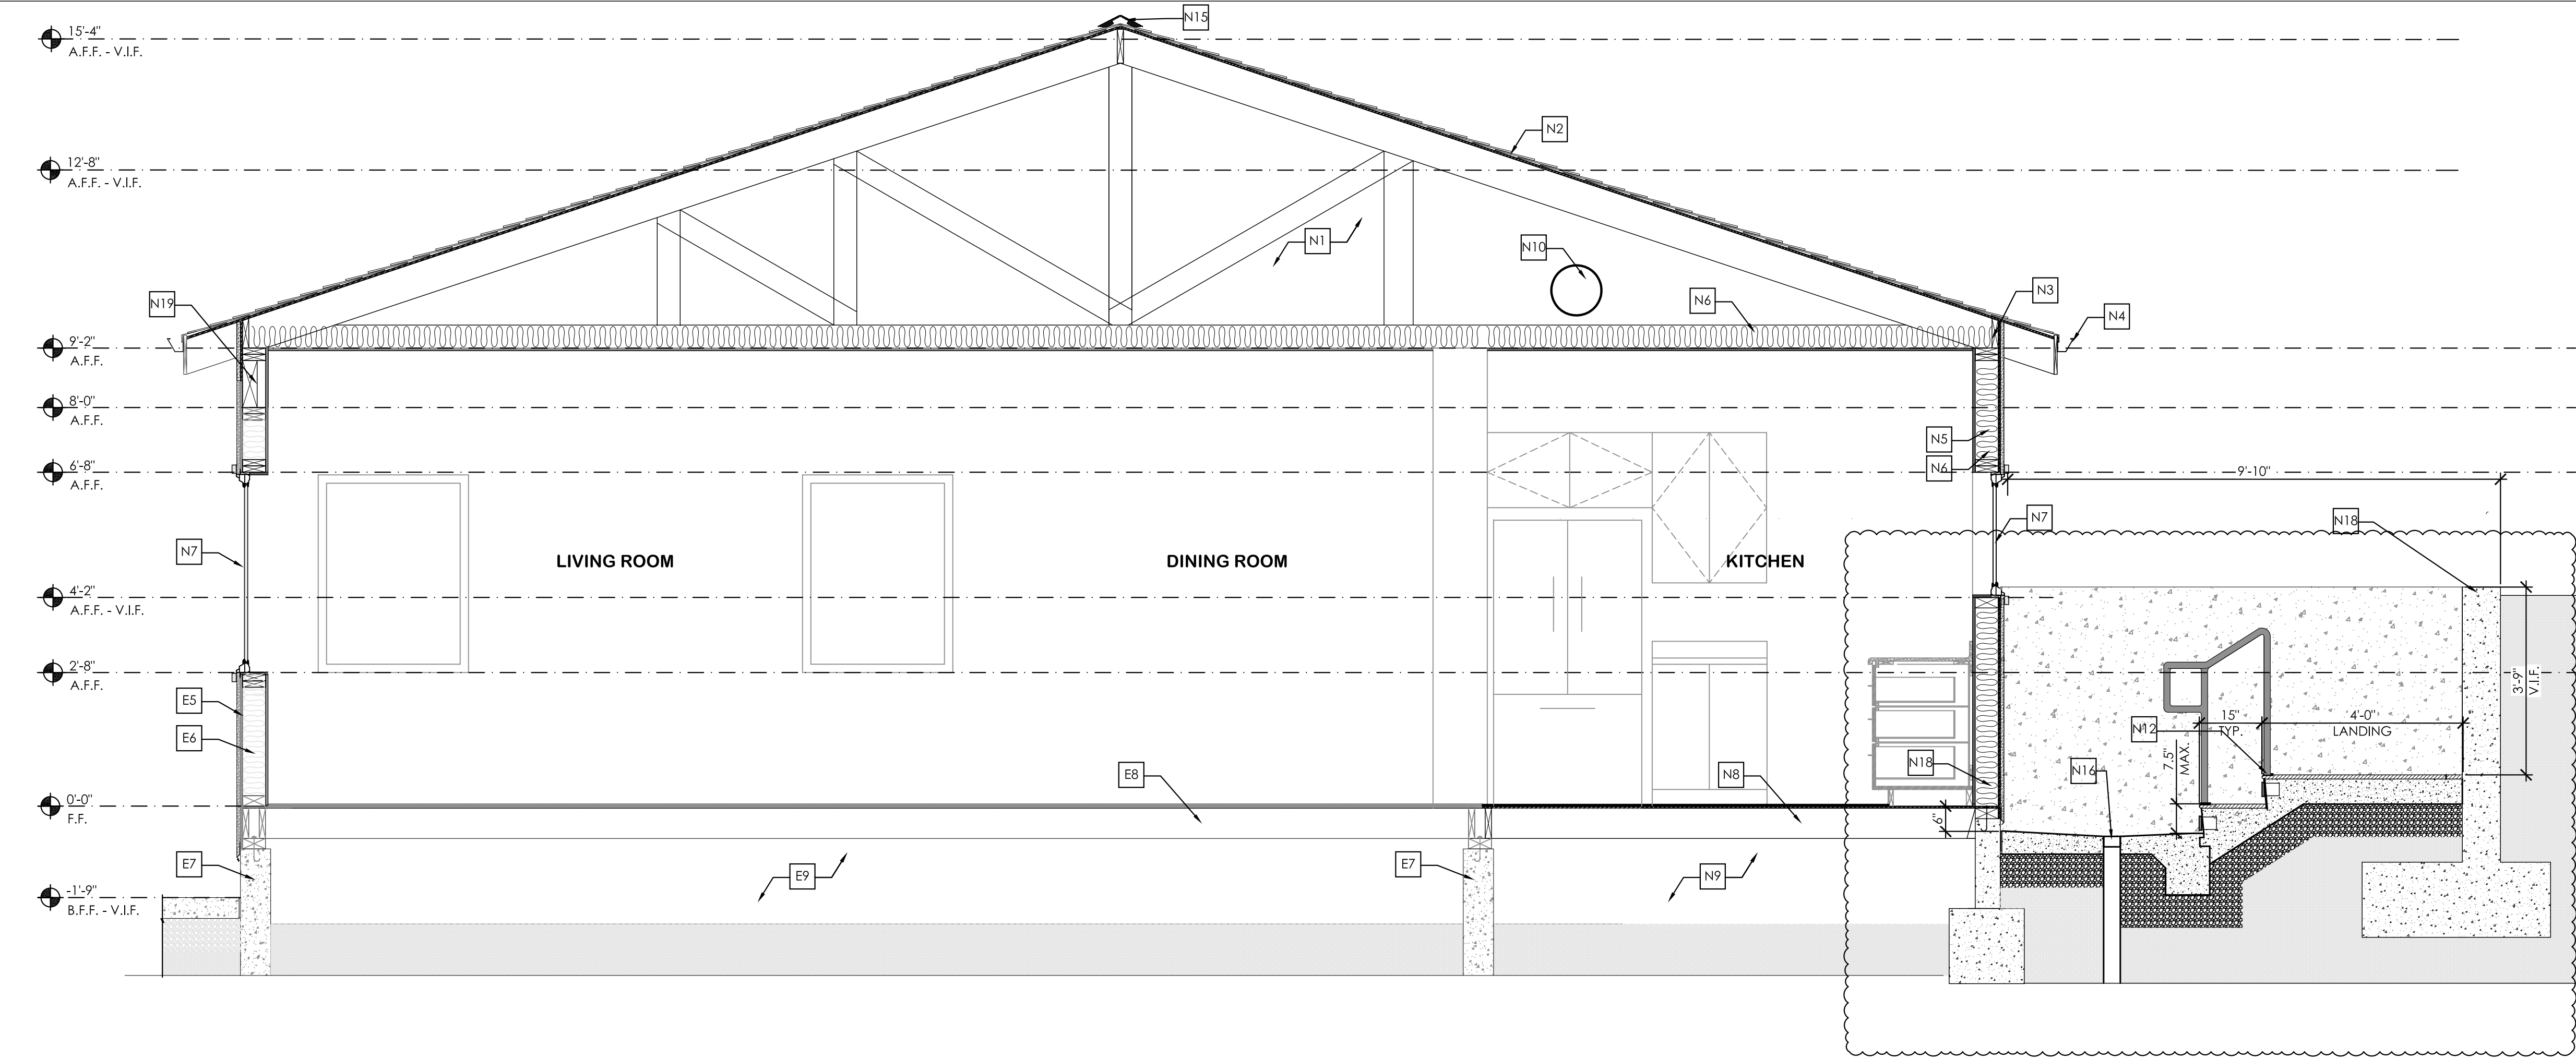 N15
15'-4"
A.F.F. - V.I.F.
N2
12'-8"
A.F.F. - V.I.F.
N1
N10
N19
N6
N3
N4
9'-2"
A.F.F.
8'-0"
A.F.F.
N5
6'-8"
A.F.F.
N6
9'-10"
N7
N7
N18
LIVING ROOM
DINING ROOM
KITCHEN
4'-2"
A.F.F. - V.I.F.
2'-8"
A.F.F.
3'-9"
V.I.F.
E5
E6
N12
15"
TYP.
4'-0"
LANDING
7.5"
MAX.
N18
N16
E8
N8
0'-0"
F.F.
6"
E7
E9
E7
N9
-1'-9"
B.F.F. - V.I.F.